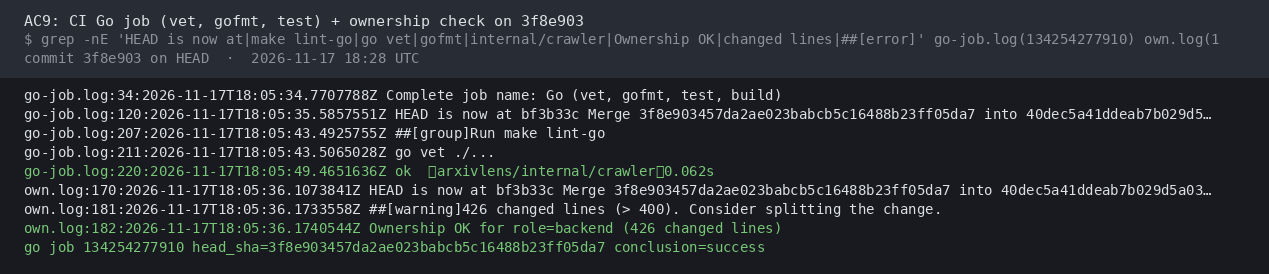 AC9: CI Go job (vet, gofmt, test) + ownership check on 3f8e903
$ grep -nE 'HEAD is now at|make lint-go|go vet|gofmt|internal/crawler|Ownership OK|changed lines|##[error]' go-job.log(134254277910) own.log(1
commit 3f8e903 on HEAD · 2026-11-17 18:28 UTC
go-job.log:34:2026-11-17T18:05:34.7707788Z Complete job name: Go (vet, gofmt, test, build)
go-job.log:120:2026-11-17T18:05:35.5857551Z HEAD is now at bf3b33c Merge 3f8e903457da2ae023babcb5c16488b23ff05da7 into 40dec5a41ddeab7b029d5…
go-job.log:207:2026-11-17T18:05:43.4925755Z ##[group]Run make lint-go
go-job.log:211:2026-11-17T18:05:43.5065028Z go vet ./...
go-job.log:220:2026-11-17T18:05:49.4651636Z ok  arxivlens/internal/crawler 0.062s
own.log:170:2026-11-17T18:05:36.1073841Z HEAD is now at bf3b33c Merge 3f8e903457da2ae023babcb5c16488b23ff05da7 into 40dec5a41ddeab7b029d5a03…
own.log:181:2026-11-17T18:05:36.1733558Z ##[warning]426 changed lines (> 400). Consider splitting the change.
own.log:182:2026-11-17T18:05:36.1740544Z Ownership OK for role=backend (426 changed lines)
go job 134254277910 head_sha=3f8e903457da2ae023babcb5c16488b23ff05da7 conclusion=success